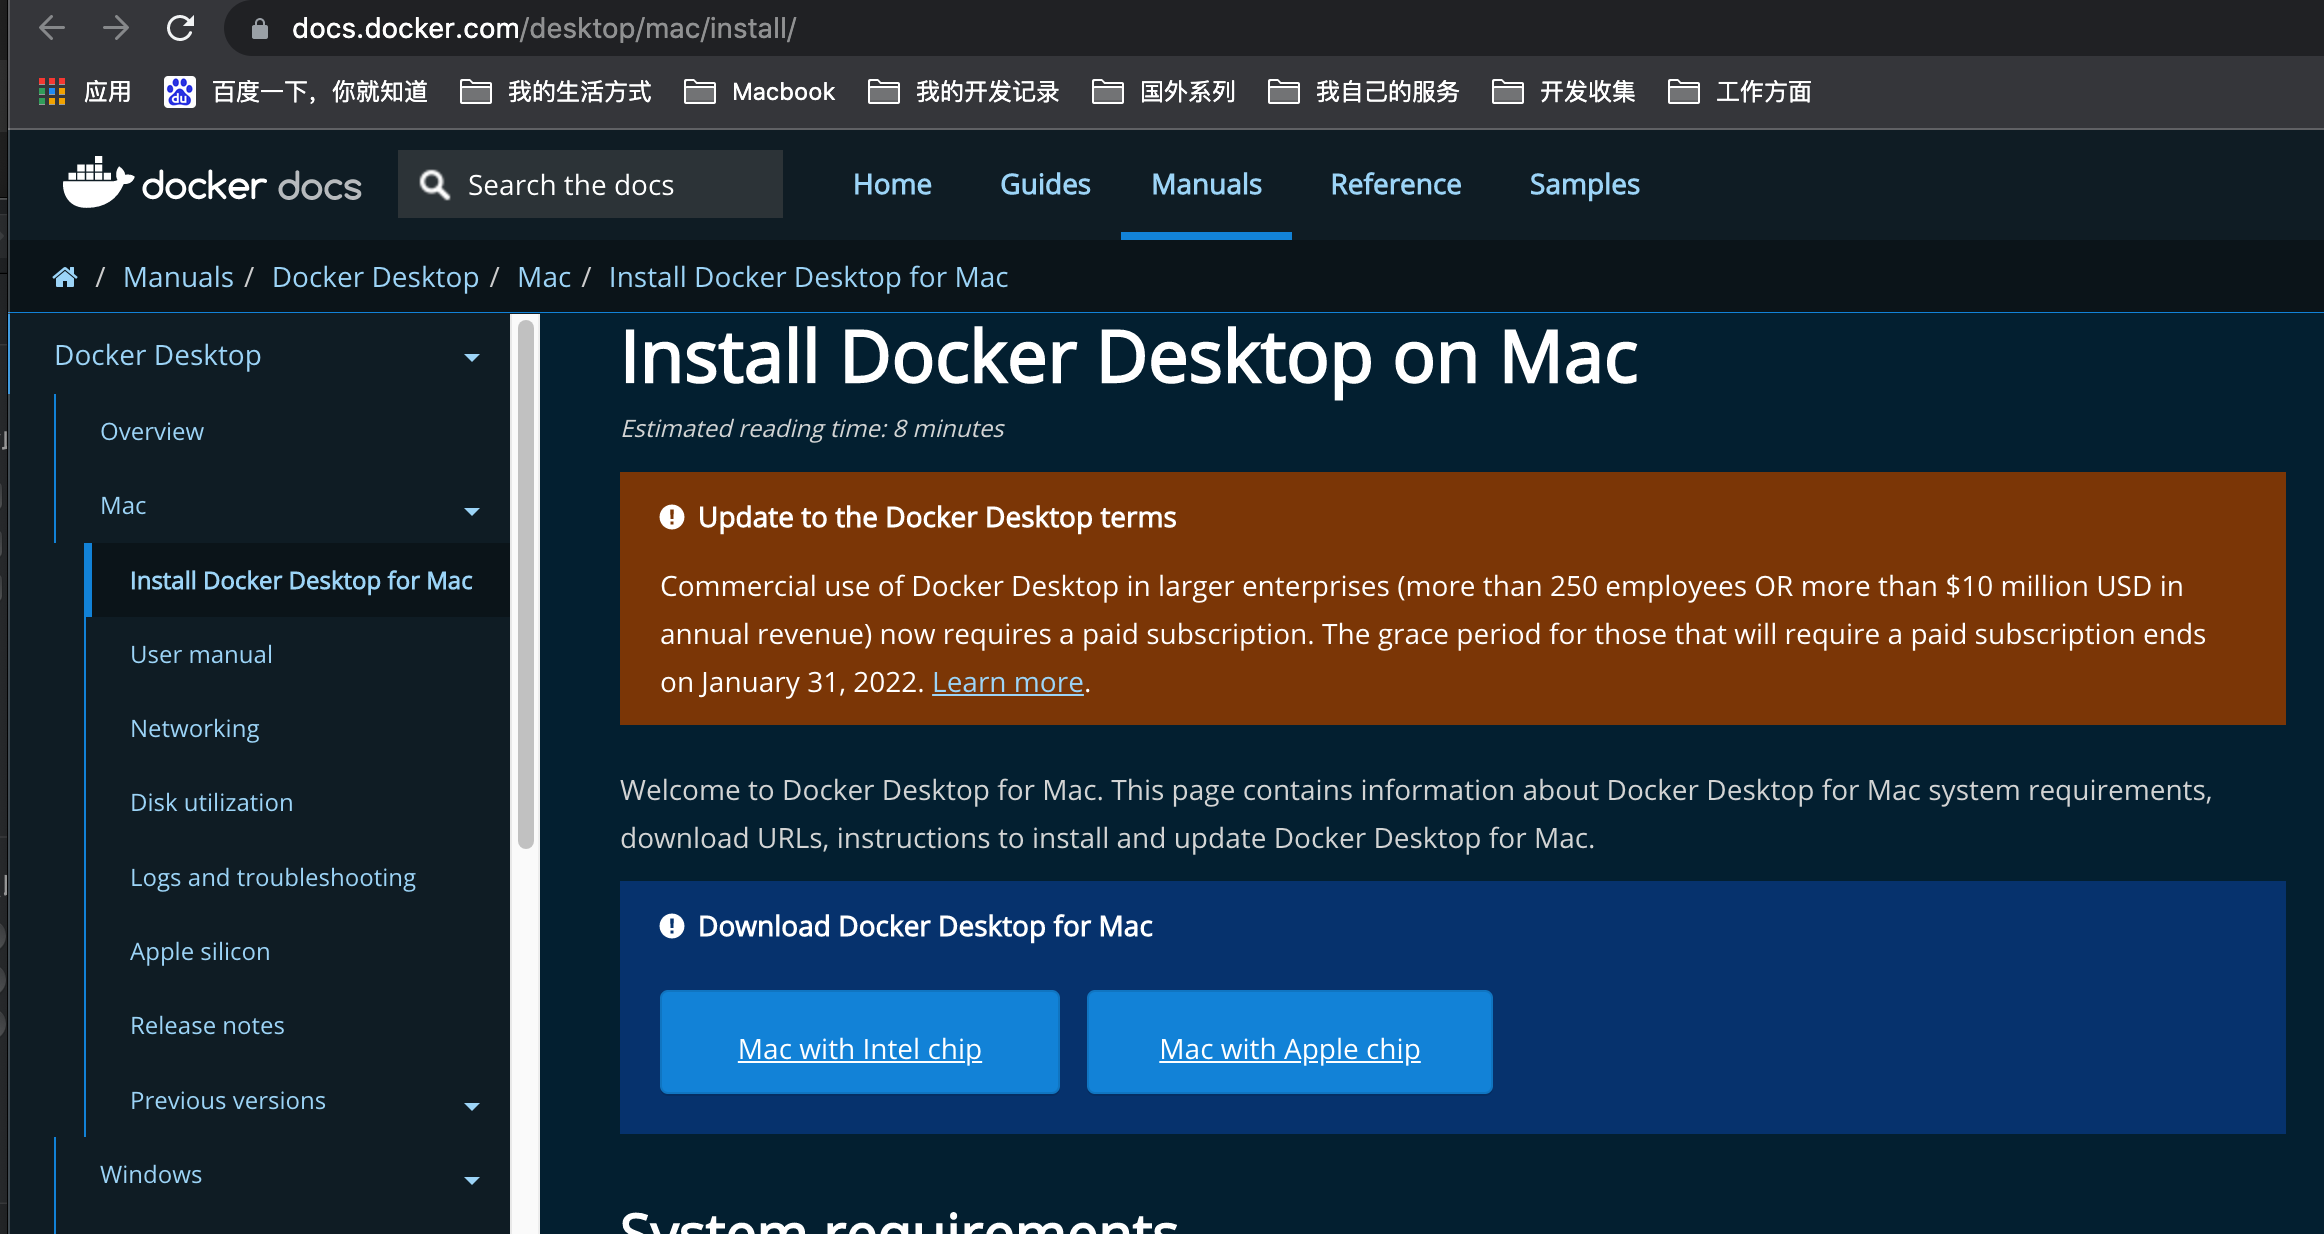 docs.docker.com/desktop/mac/install/
应用 百度一下，你就知道 我的生活方式 Macbook 我的开发记录 国外系列 我自己的服务 开发收集 工作方面
docker docs Search the docs Home Guides Manuals Reference Samples
/ Manuals / Docker Desktop / Mac / Install Docker Desktop for Mac
Docker Desktop
Overview
Mac
Install Docker Desktop for Mac
User manual
Networking
Disk utilization
Logs and troubleshooting
Apple silicon
Release notes
Previous versions
Windows
Install Docker Desktop on Mac
Estimated reading time: 8 minutes
Update to the Docker Desktop terms
Commercial use of Docker Desktop in larger enterprises (more than 250 employees OR more than $10 million USD in
annual revenue) now requires a paid subscription. The grace period for those that will require a paid subscription ends
on January 31, 2022. Learn more.
Welcome to Docker Desktop for Mac. This page contains information about Docker Desktop for Mac system requirements,
download URLs, instructions to install and update Docker Desktop for Mac.
Download Docker Desktop for Mac
Mac with Intel chip
Mac with Apple chip
System requirements